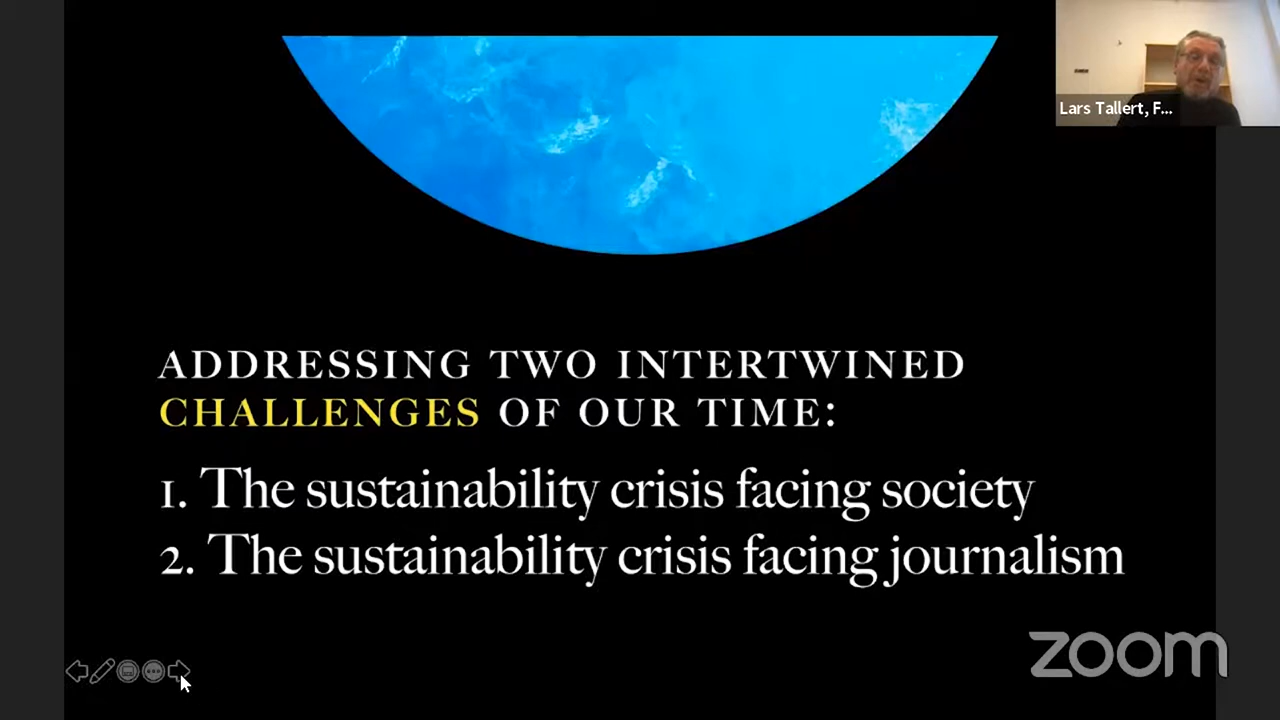 Lars Tallert, F...
ADDRESSING TWO INTERTWINED
CHALLENGES OF OUR TIME:
1. The sustainability crisis facing society
2. The sustainability crisis facing journalism
zoom